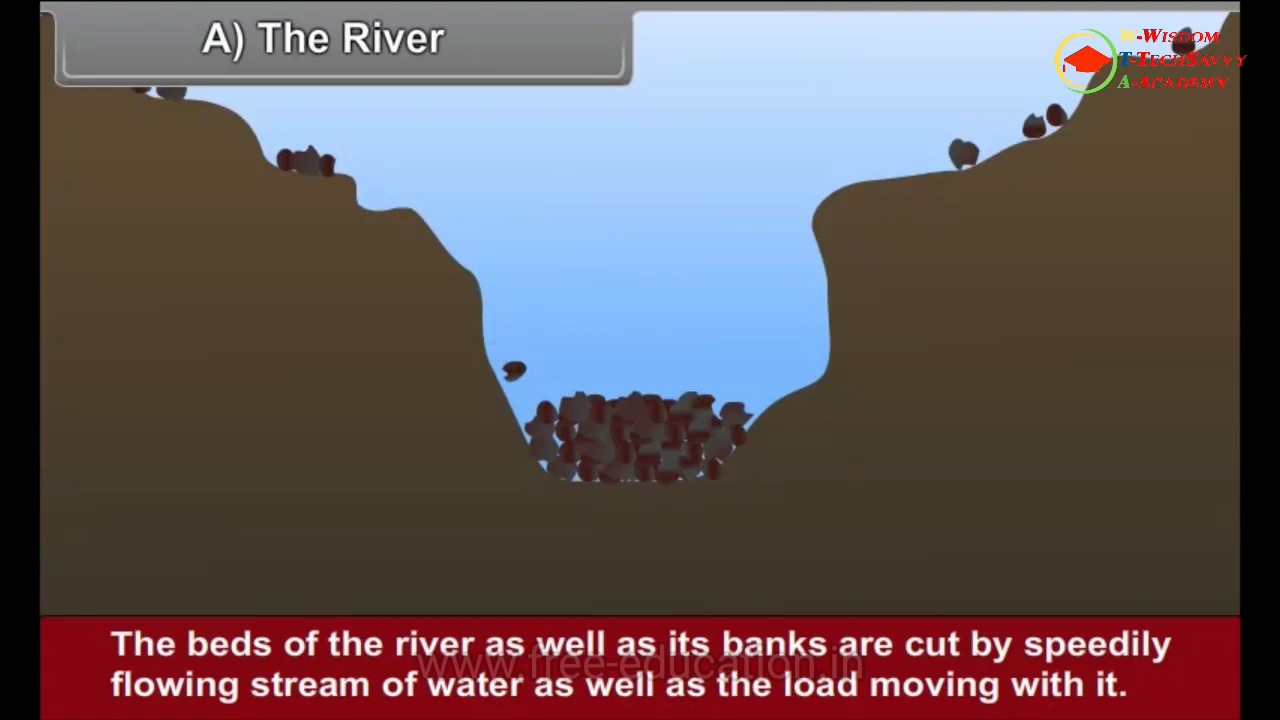 A) The River
W-Wisdom
T-TechSavvy
A-Academy
The beds of the river as well as its banks are cut by speedily
www.free-education.in
flowing stream of water as well as the load moving with it.